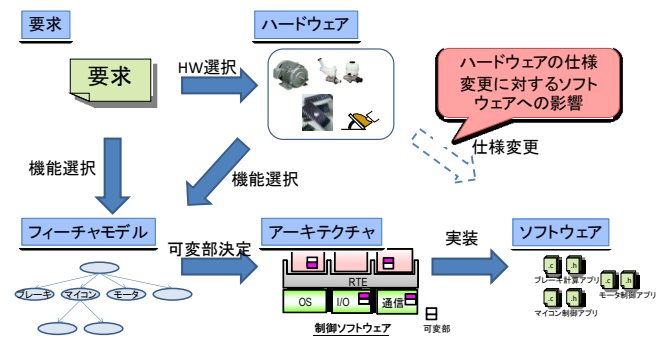 要求
ハードウェア
要求
HW選択
ハードウェアの仕様
変更に対するソフト
ウェアへの影響
機能選択
機能選択
仕様変更
フィーチャモデル
可変部決定
アーキテクチャ
実装
ソフトウェア
ブレーキ
マイコン
モータ
RTE
OS
I/O
通信
制御ソフトウェア
可変部
.c
.h
ブレーキ計算アプリ
.c
.h
モータ制御アプリ
.c
.h
マイコン制御アプリ